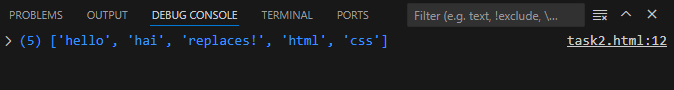 PROBLEMS OUTPUT DEBUG CONSOLE TERMINAL PORTS Filter (e.g. text, !exclude, \...
(5) ['hello', 'hai', 'replaces!', 'html', 'css'] task2.html:12